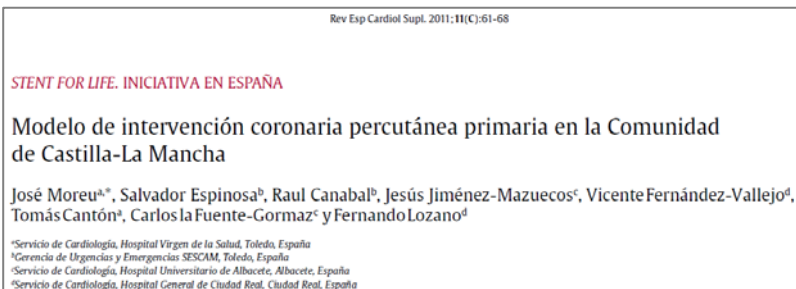 Rev Esp Cardiol Supl. 2011;11(C):61-68
STENT FOR LIFE. INICIATIVA EN ESPAÑA
Modelo de intervención coronaria percutánea primaria en la Comunidad
de Castilla-La Mancha
José Moreuᵃ,*, Salvador Espinosaᵇ, Raul Canabalᵇ, Jesús Jiménez-Mazuecosᶜ, Vicente Fernández-Vallejoᵈ,
Tomás Cantónᵃ, Carlos la Fuente-Gormazᶜ y Fernando Lozanoᵈ
ᵃServicio de Cardiología, Hospital Virgen de la Salud, Toledo, España
ᵇGerencia de Urgencias y Emergencias SESCAM, Toledo, España
ᶜServicio de Cardiología, Hospital Universitario de Albacete, Albacete, España
ᵈServicio de Cardiología, Hospital General de Ciudad Real, Ciudad Real, España